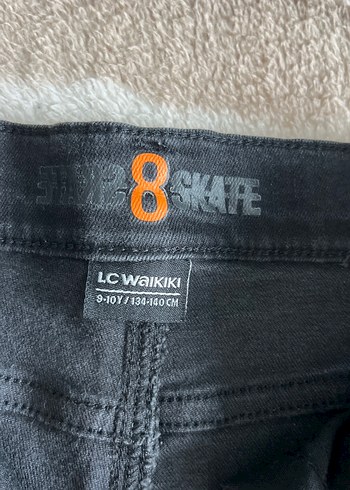 8 SKATE
LC WAIKIKI
9-10Y / 134-140 CM